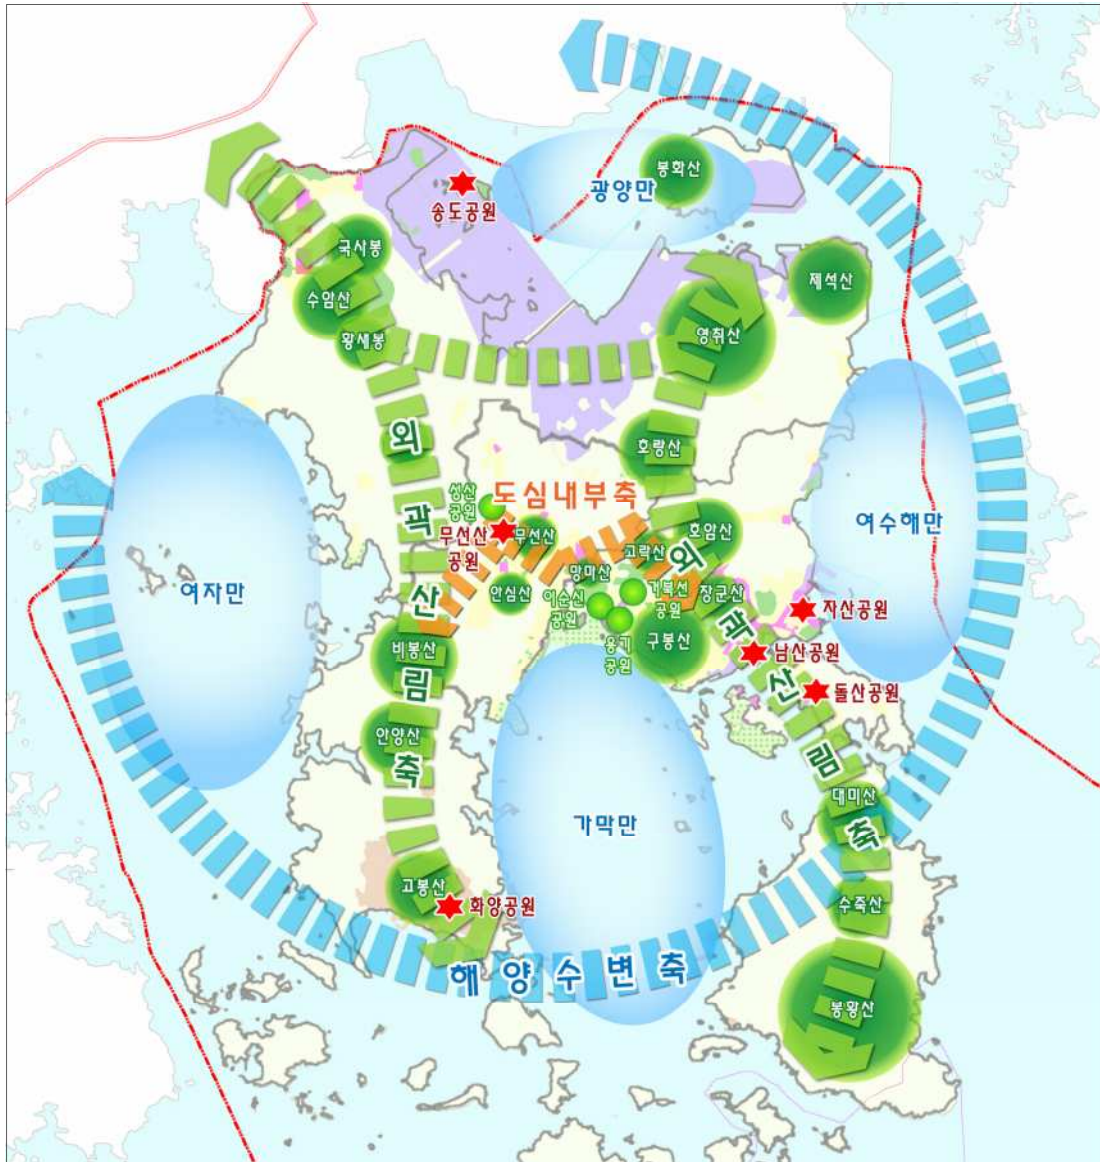 봉화산
광양만
송도공원
국사봉
제석산
수암산
영취산
황새봉
외곽산림축
호랑산
성산
공원
도심내부축
무선산
공원
무선산
호암산
여수해만
고락산
망마산
여자만
안심산
이순신
공원
거북선
공원
장군산
외곽산림축
자산공원
용기
공원
구봉산
남산공원
비봉산
돌산공원
안양산
대미산
가막만
고봉산
화양공원
수죽산
해양수변축
봉황산